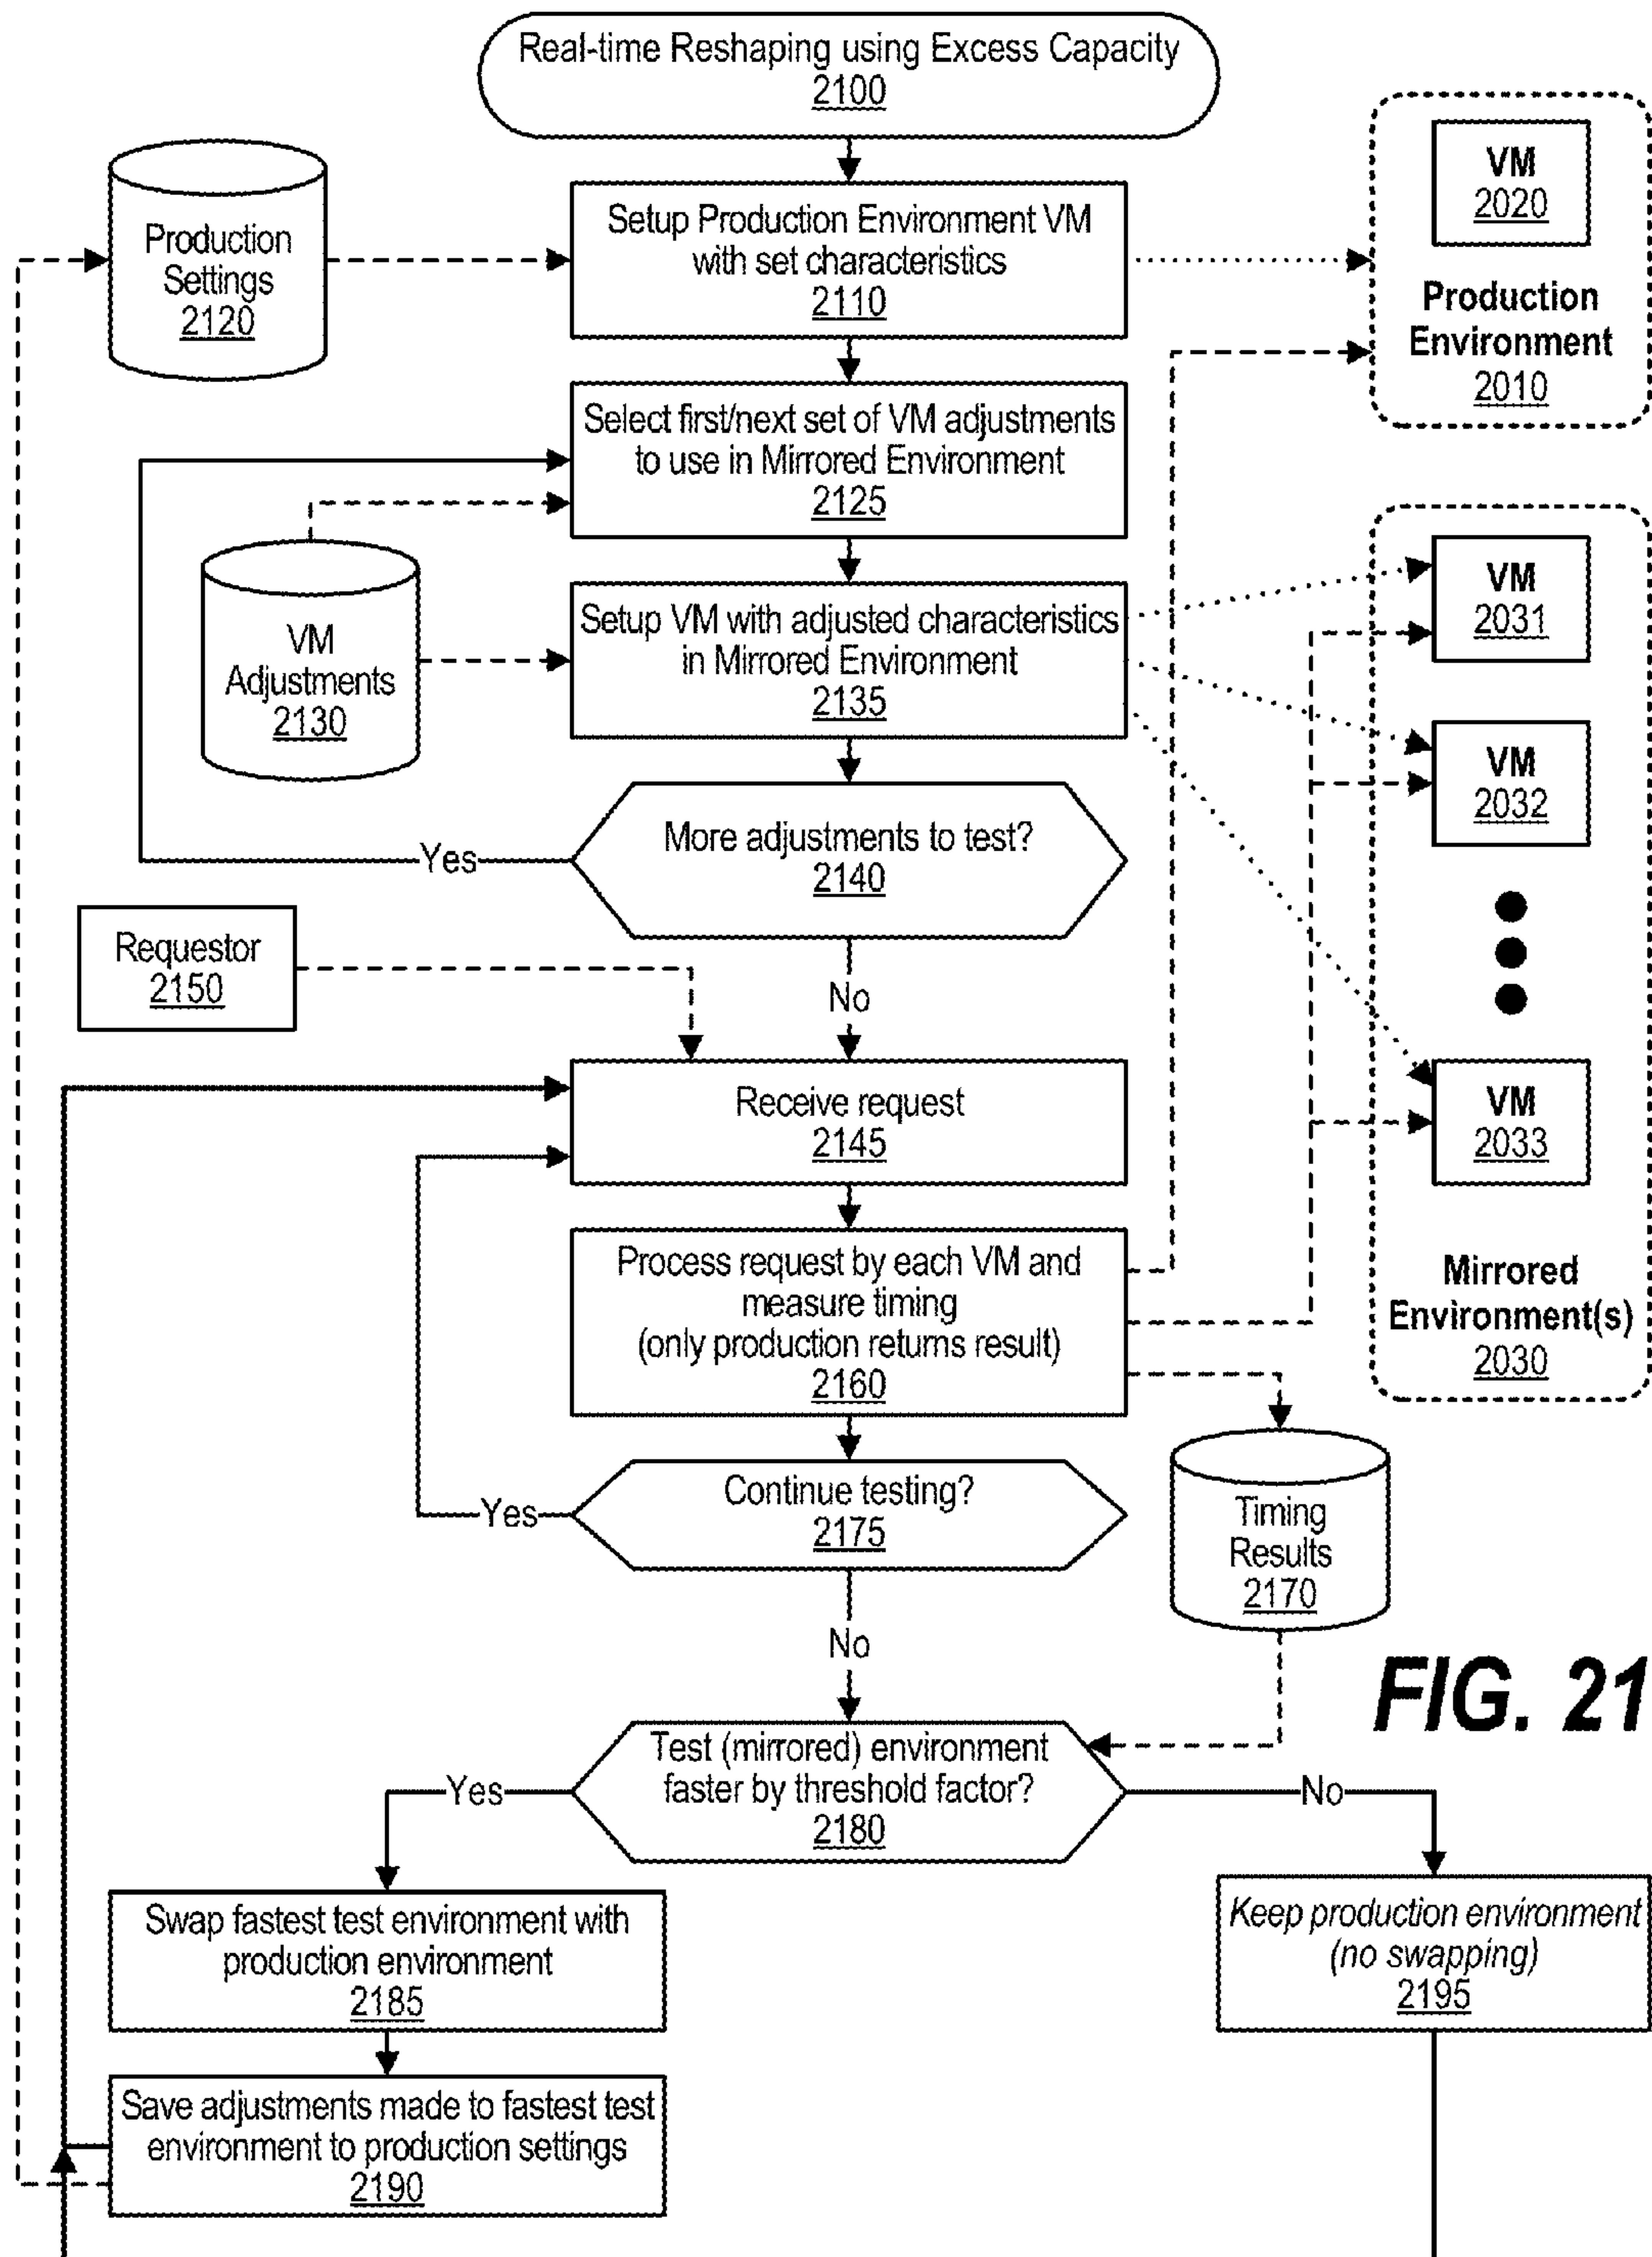 Real-time Reshaping using Excess Capacity
2100
VM
2020
Production
Environment
2010
Production
Settings
2120
Setup Production Environment VM
with set characteristics
2110
Select first/next set of VM adjustments
to use in Mirrored Environment
2125
VM
Adjustments
2130
Setup VM with adjusted characteristics
in Mirrored Environment
2135
VM
2031
VM
2032
VM
2033
Mirrored
Environment(s)
2030
More adjustments to test?
2140
Yes
No
Requestor
2150
Receive request
2145
Process request by each VM and
measure timing
(only production returns result)
2160
Continue testing?
2175
Yes
No
Timing
Results
2170
FIG. 21
Test (mirrored) environment
faster by threshold factor?
2180
Yes
No
Swap fastest test environment with
production environment
2185
Keep production environment
(no swapping)
2195
Save adjustments made to fastest test
environment to production settings
2190